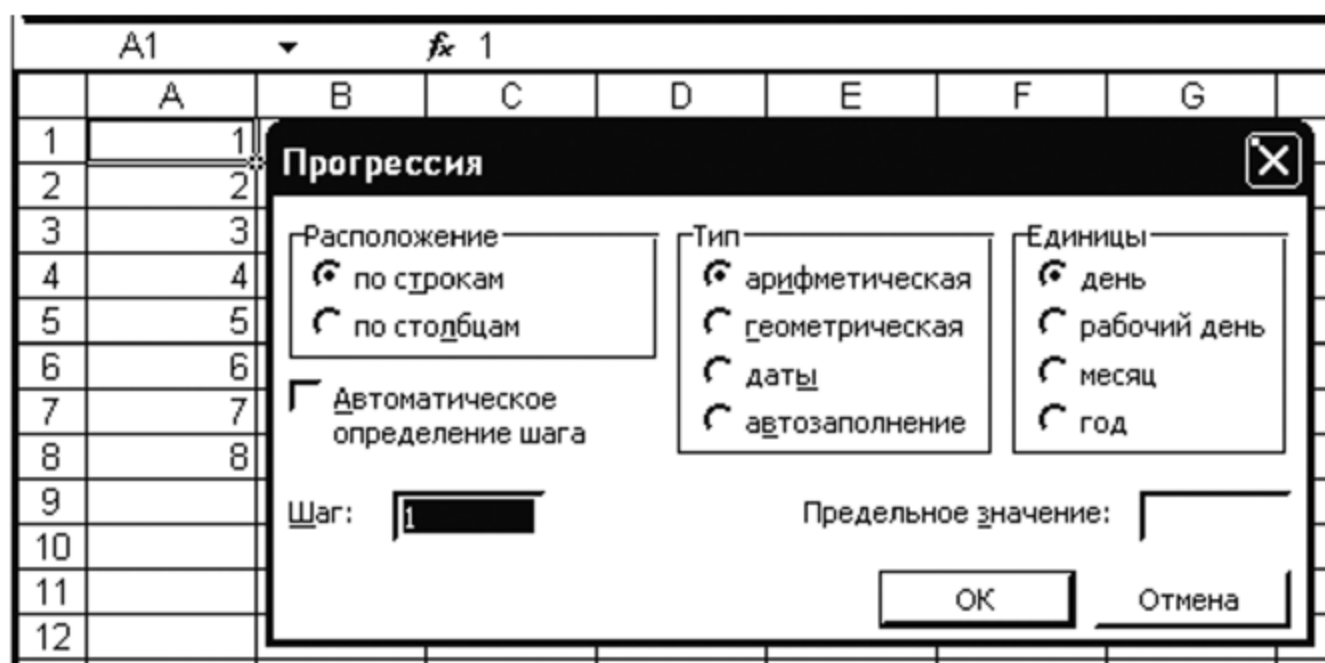 A1 fx 1
A B C D E F G
1 1
2 2
3 3
4 4
5 5
6 6
7 7
8 8
9
10
11
12
Прогрессия
Расположение
по строкам
по столбцам
Автоматическое
определение шага
Тип
арифметическая
геометрическая
даты
автозаполнение
Единицы
день
рабочий день
месяц
год
Шаг: 1
Предельное значение:
ОК Отмена